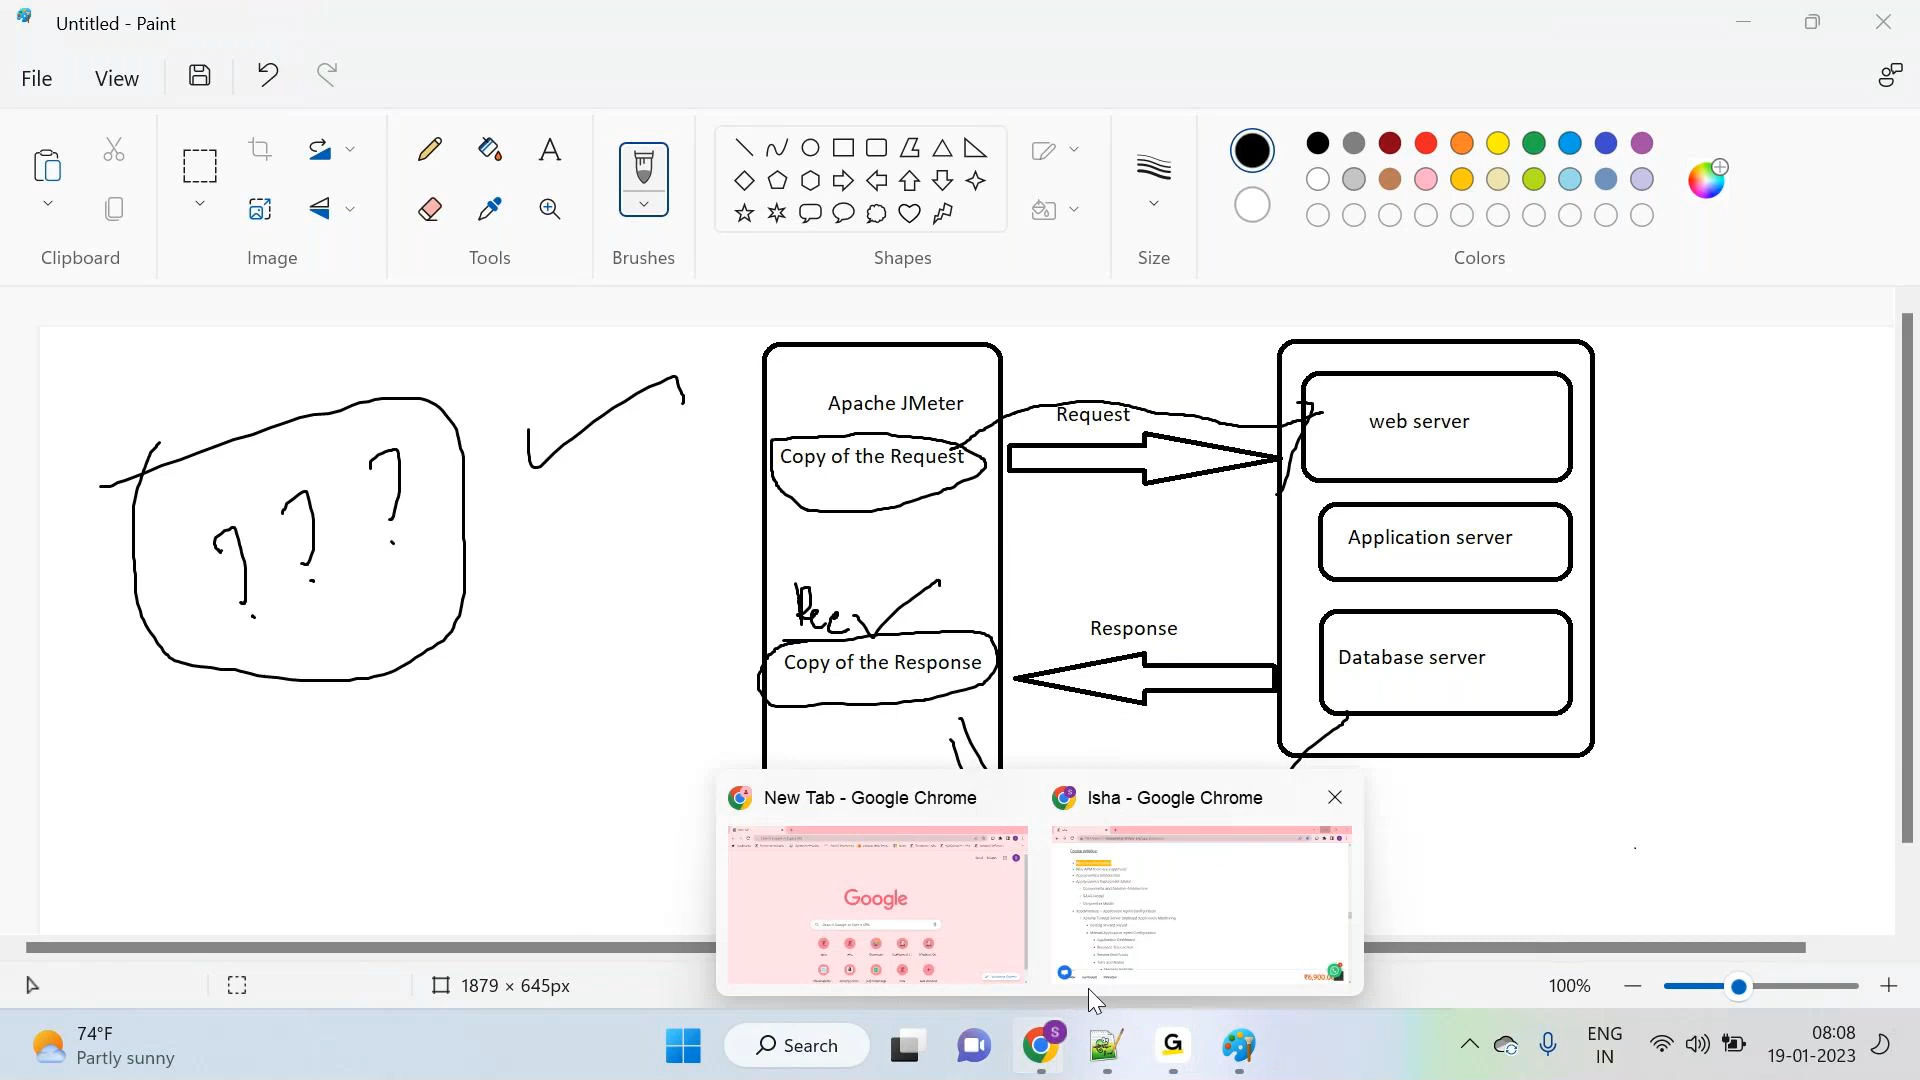 Untitled - Paint
File
View
Clipboard
Image
Tools
Brushes
Shapes
Size
Colors
Apache JMeter
Copy of the Request
Request
web server
Application server
? ? ?
Rec
Copy of the Response
Response
Database server
New Tab - Google Chrome
Isha - Google Chrome
Google
1879 × 645px
100%
74°F
Partly sunny
Search
ENG
IN
08:08
19-01-2023